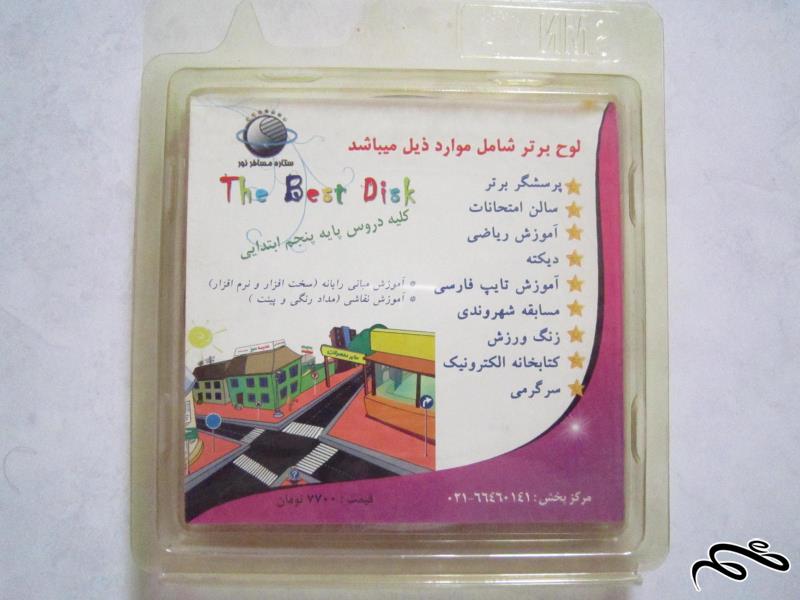 ستاره مسافر نور
لوح برتر شامل موارد ذیل میباشد
The Best Disk
کلیه دروس پایه پنجم ابتدایی
پرسشگر برتر
سالن امتحانات
آموزش ریاضی
دیکته
آموزش تایپ فارسی
مسابقه شهروندی
زنگ ورزش
کتابخانه الکترونیک
سرگرمی
* آموزش مبانی رایانه (سخت افزار و نرم افزار)
* آموزش نقاشی (مداد رنگی و پینت )
سایر محصولات
قیمت : ۷۷۰۰ تومان
مرکز پخش : ۰۲۱-۶۶۴۶۰۱۴۱